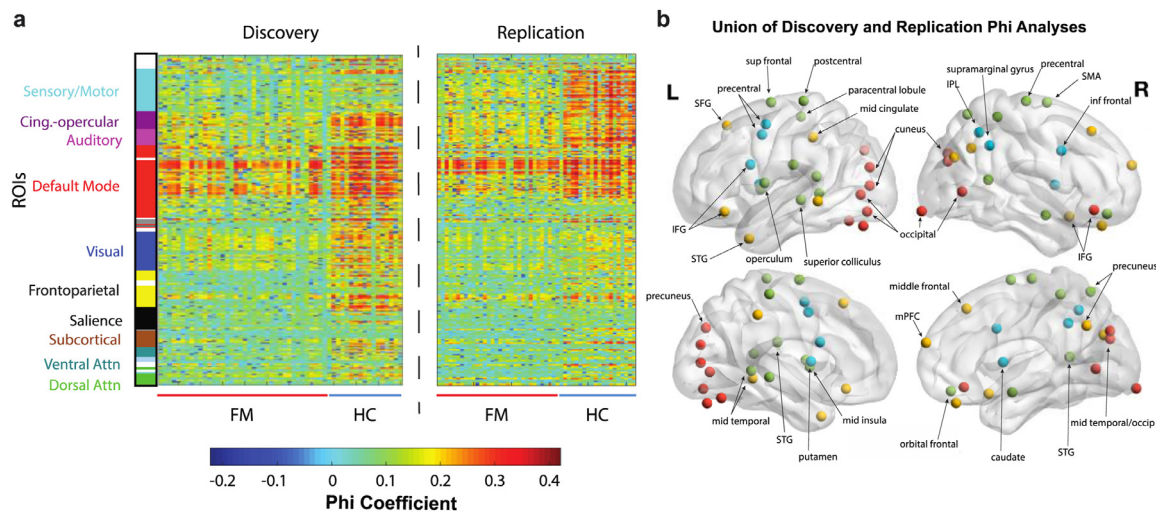 a
Discovery
Replication
ROIs
Sensory/Motor
Cing.-opercular
Auditory
Default Mode
Visual
Frontoparietal
Salience
Subcortical
Ventral Attn
Dorsal Attn
FM
HC
FM
HC
-0.2
-0.1
0
0.1
0.2
0.3
0.4
Phi Coefficient
b
Union of Discovery and Replication Phi Analyses
L
R
sup frontal
postcentral
precentral
paracentral lobule
SFG
mid cingulate
cuneus
IFG
STG
operculum
superior colliculus
occipital
supramarginal gyrus
precentral
IPL
SMA
inf frontal
IFG
precuneus
mid temporal
STG
putamen
mid insula
middle frontal
mPFC
precuneus
orbital frontal
caudate
STG
mid temporal/occip